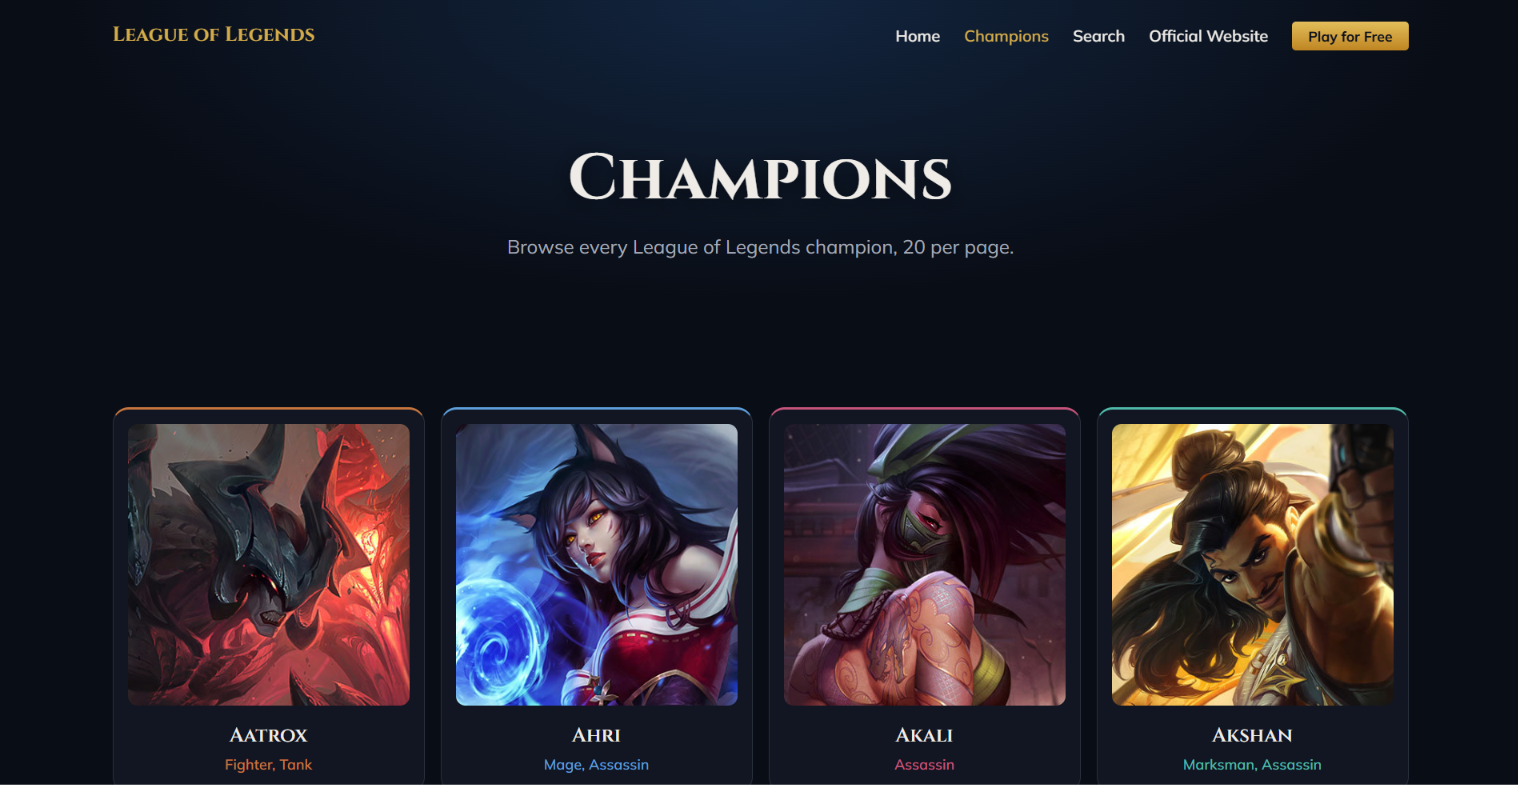 League of Legends
Home Champions Search Official Website Play for Free
Champions
Browse every League of Legends champion, 20 per page.
Aatrox Ahri Akali Akshan
Fighter, Tank Mage, Assassin Assassin Marksman, Assassin